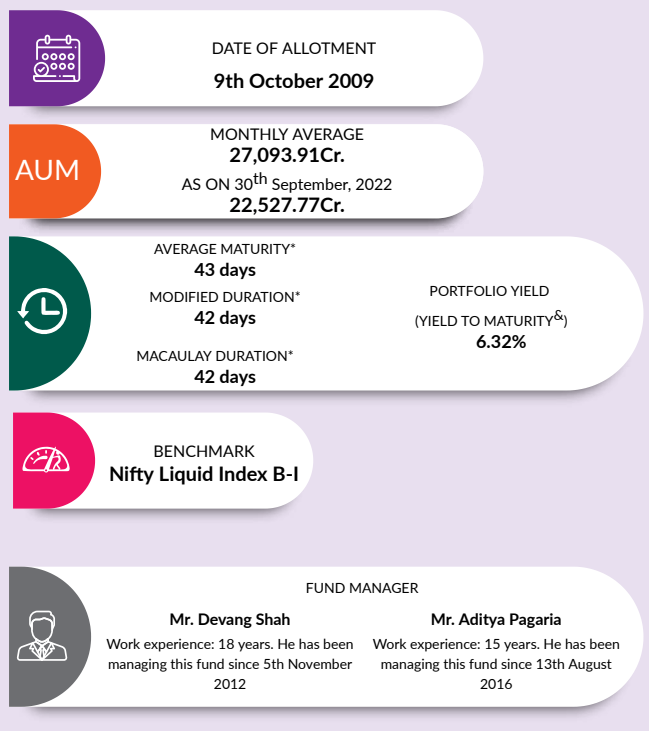 DATE OF ALLOTMENT
9th October 2009
AUM
MONTHLY AVERAGE
27,093.91Cr.
AS ON 30th September, 2022
22,527.77Cr.
AVERAGE MATURITY*
43 days
MODIFIED DURATION*
42 days
MACAULAY DURATION*
42 days
PORTFOLIO YIELD
(YIELD TO MATURITY&)
6.32%
BENCHMARK
Nifty Liquid Index B-I
FUND MANAGER
Mr. Devang Shah
Work experience: 18 years. He has been
managing this fund since 5th November
2012
Mr. Aditya Pagaria
Work experience: 15 years. He has been
managing this fund since 13th August
2016